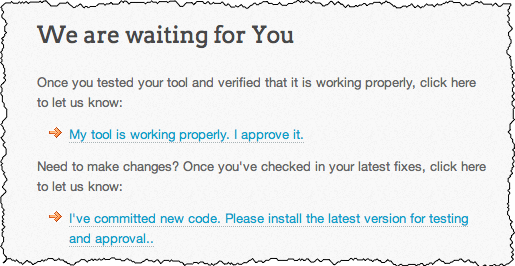 We are waiting for You
Once you tested your tool and verified that it is working properly, click here
to let us know:
My tool is working properly. I approve it.
Need to make changes? Once you've checked in your latest fixes, click here
to let us know:
I've committed new code. Please install the latest version for testing
and approval..